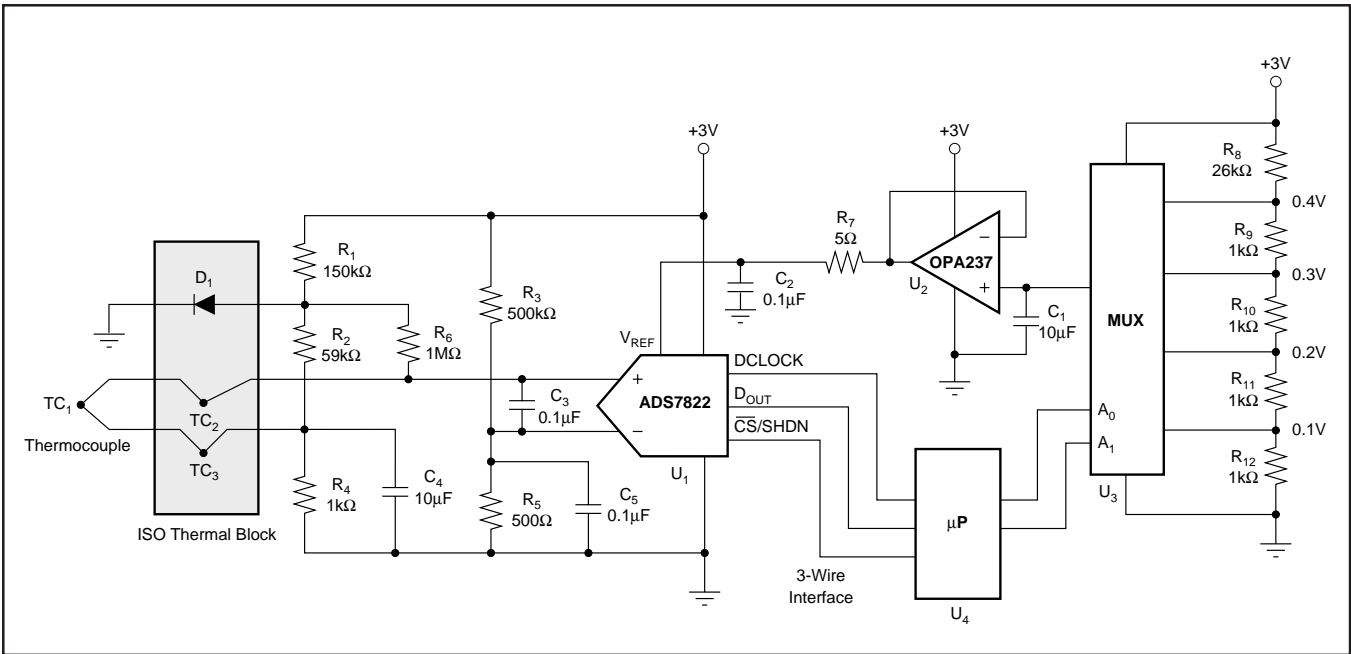 +3V
+3V
+3V
R8
26kΩ
0.4V
R9
1kΩ
0.3V
R10
1kΩ
0.2V
R11
1kΩ
0.1V
R12
1kΩ
D1
R1
150kΩ
R2
59kΩ
R6
1MΩ
R3
500kΩ
VREF
C2
0.1µF
R7
5Ω
OPA237
−
+
U2
C1
10µF
MUX
A0
A1
U3
TC1
Thermocouple
TC2
TC3
C3
0.1µF
+
−
ADS7822
U1
DCLOCK
DOUT
C̅S̅/SHDN
R4
1kΩ
C4
10µF
R5
500Ω
C5
0.1µF
µP
U4
ISO Thermal Block
3-Wire
Interface